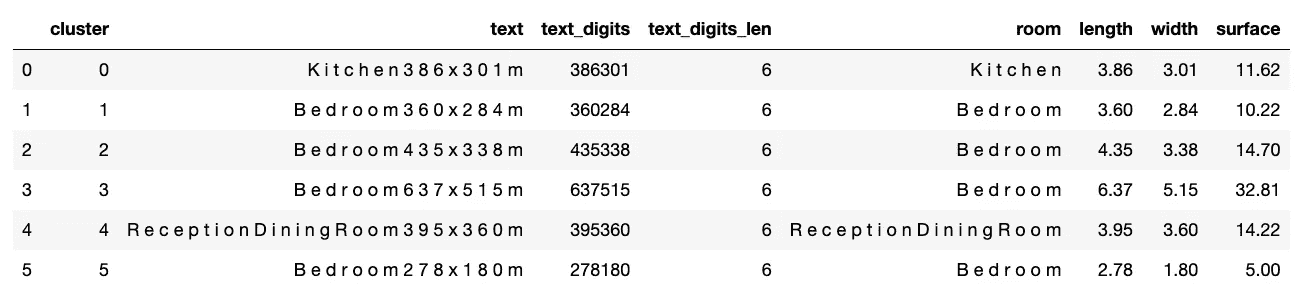 cluster text text_digits text_digits_len room length width surface
0 0 K i t c h e n 3 8 6 x 3 0 1 m 386301 6 K i t c h e n 3.86 3.01 11.62
1 1 B e d r o o m 3 6 0 x 2 8 4 m 360284 6 B e d r o o m 3.60 2.84 10.22
2 2 B e d r o o m 4 3 5 x 3 3 8 m 435338 6 B e d r o o m 4.35 3.38 14.70
3 3 B e d r o o m 6 3 7 x 5 1 5 m 637515 6 B e d r o o m 6.37 5.15 32.81
4 4 R e c e p t i o n D i n i n g R o o m 3 9 5 x 3 6 0 m 395360 6 R e c e p t i o n D i n i n g R o o m 3.95 3.60 14.22
5 5 B e d r o o m 2 7 8 x 1 8 0 m 278180 6 B e d r o o m 2.78 1.80 5.00